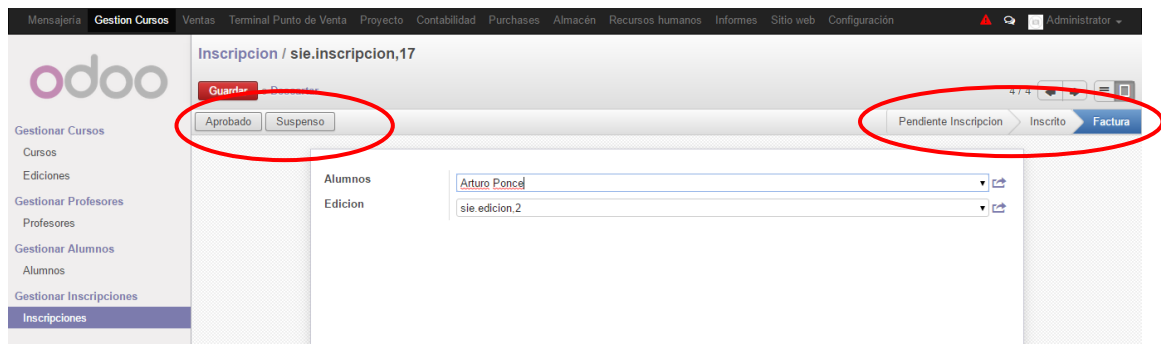 Mensajería Gestion Cursos Ventas Terminal Punto de Venta Proyecto Contabilidad Purchases Almacén Recursos humanos Informes Sitio web Configuración Administrator
odoo
Inscripcion / sie.inscripcion,17
Guardar o Descartar 4 / 4
Aprobado Suspenso Pendiente Inscripcion Inscrito Factura
Gestionar Cursos
Cursos
Ediciones
Gestionar Profesores
Profesores
Gestionar Alumnos
Alumnos
Gestionar Inscripciones
Inscripciones
Alumnos Arturo Ponce
Edicion sie.edicion,2